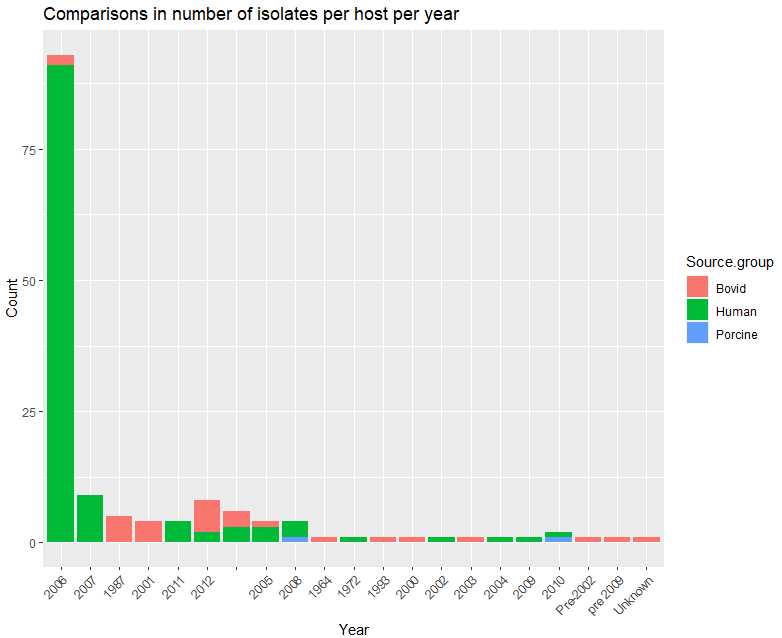 Comparisons in number of isolates per host per year
Count
75
50
25
0
2006
2007
1987
2001
2011
2012
2005
2008
1964
1972
1993
2000
2002
2003
2004
2009
2010
Pre-2002
pre 2009
Unknown
Year
Source.group
Bovid
Human
Porcine